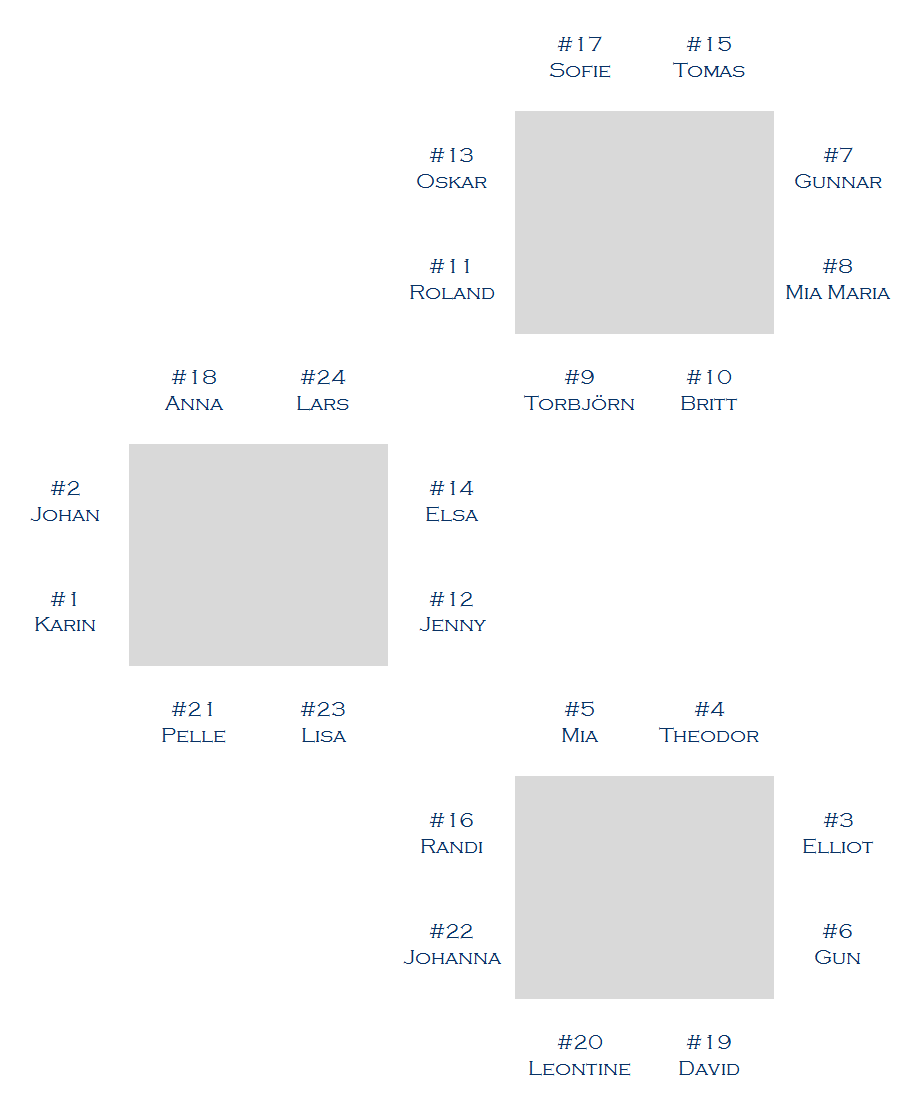 #17 #15
Sofie Tomas
#13 #7
Oskar Gunnar
#11 #8
Roland Mia Maria
#18 #24 #9 #10
Anna Lars Torbjörn Britt
#2 #14
Johan Elsa
#1 #12
Karin Jenny
#21 #23 #5 #4
Pelle Lisa Mia Theodor
#16 #3
Randi Elliot
#22 #6
Johanna Gun
#20 #19
Leontine David